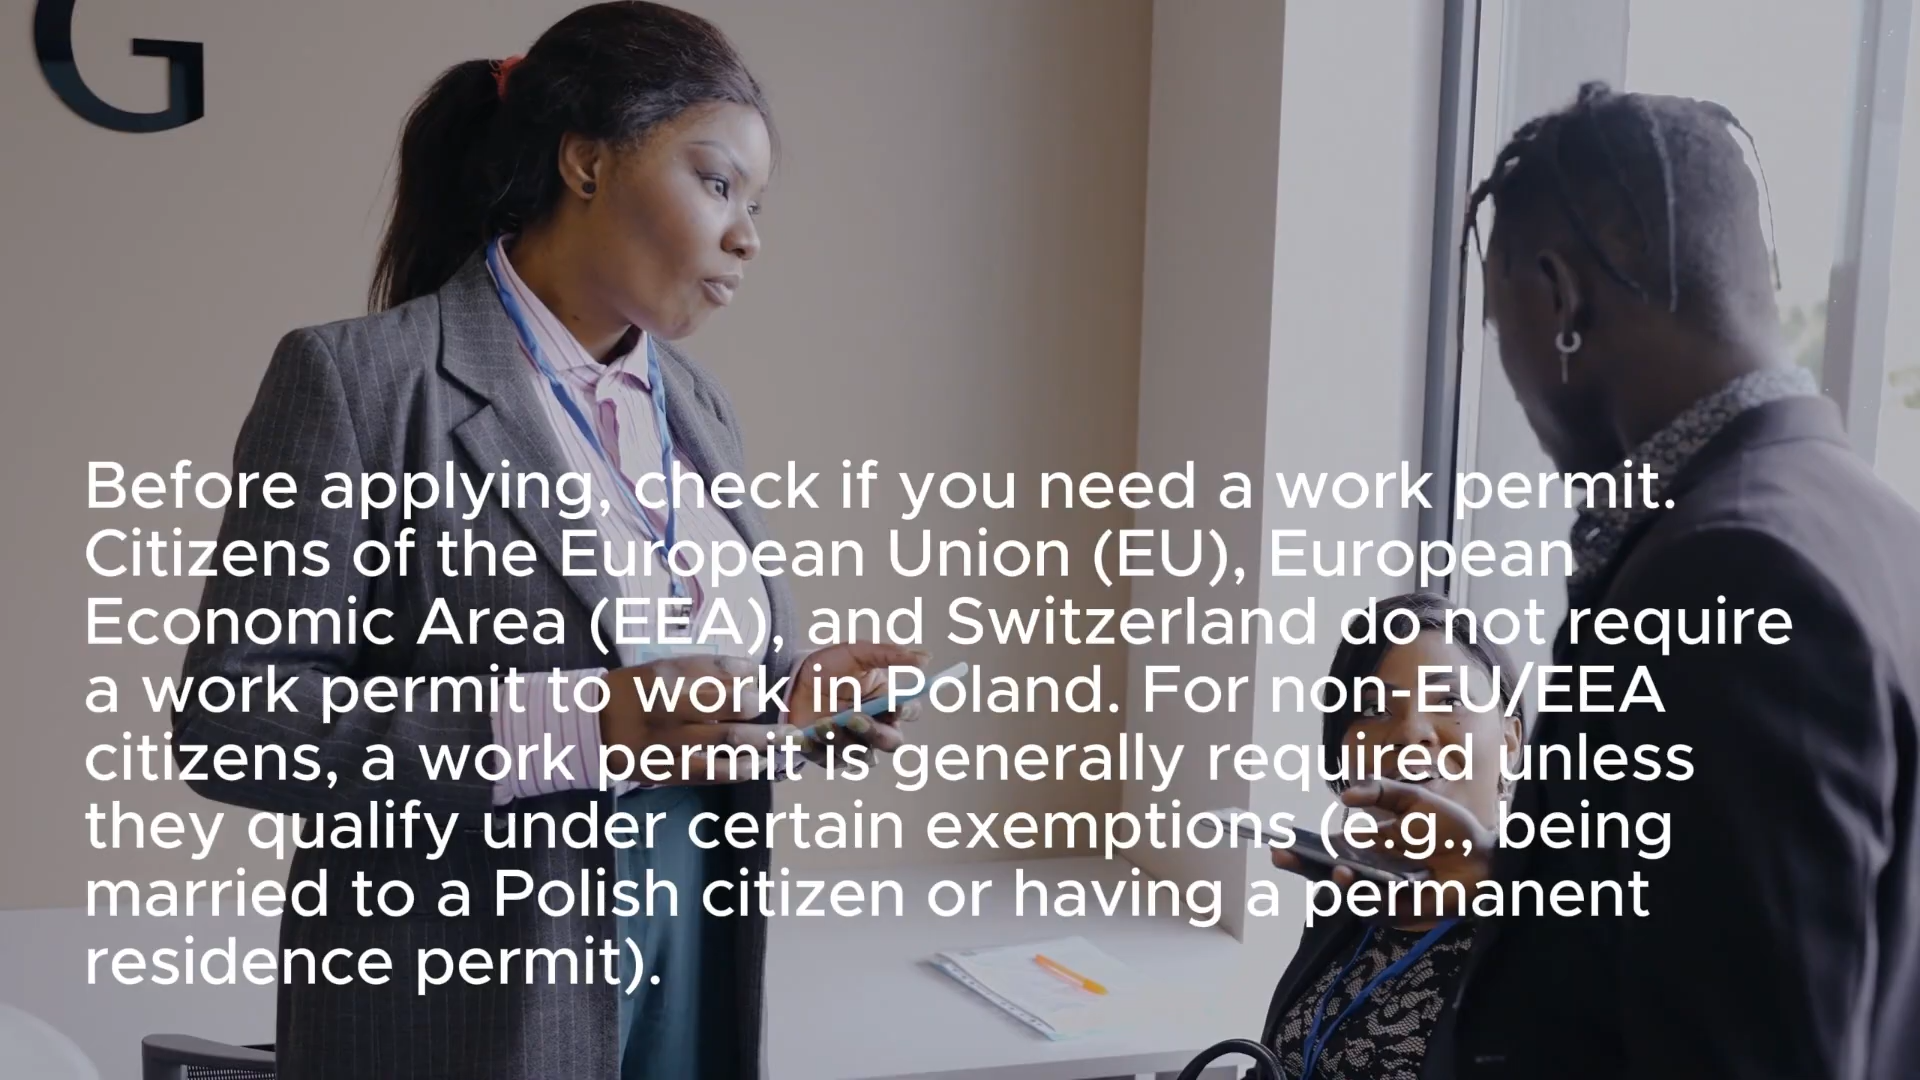 G
Before applying, check if you need a work permit.
Citizens of the European Union (EU), European
Economic Area (EEA), and Switzerland do not require
a work permit to work in Poland. For non-EU/EEA
citizens, a work permit is generally required unless
they qualify under certain exemptions (e.g., being
married to a Polish citizen or having a permanent
residence permit).